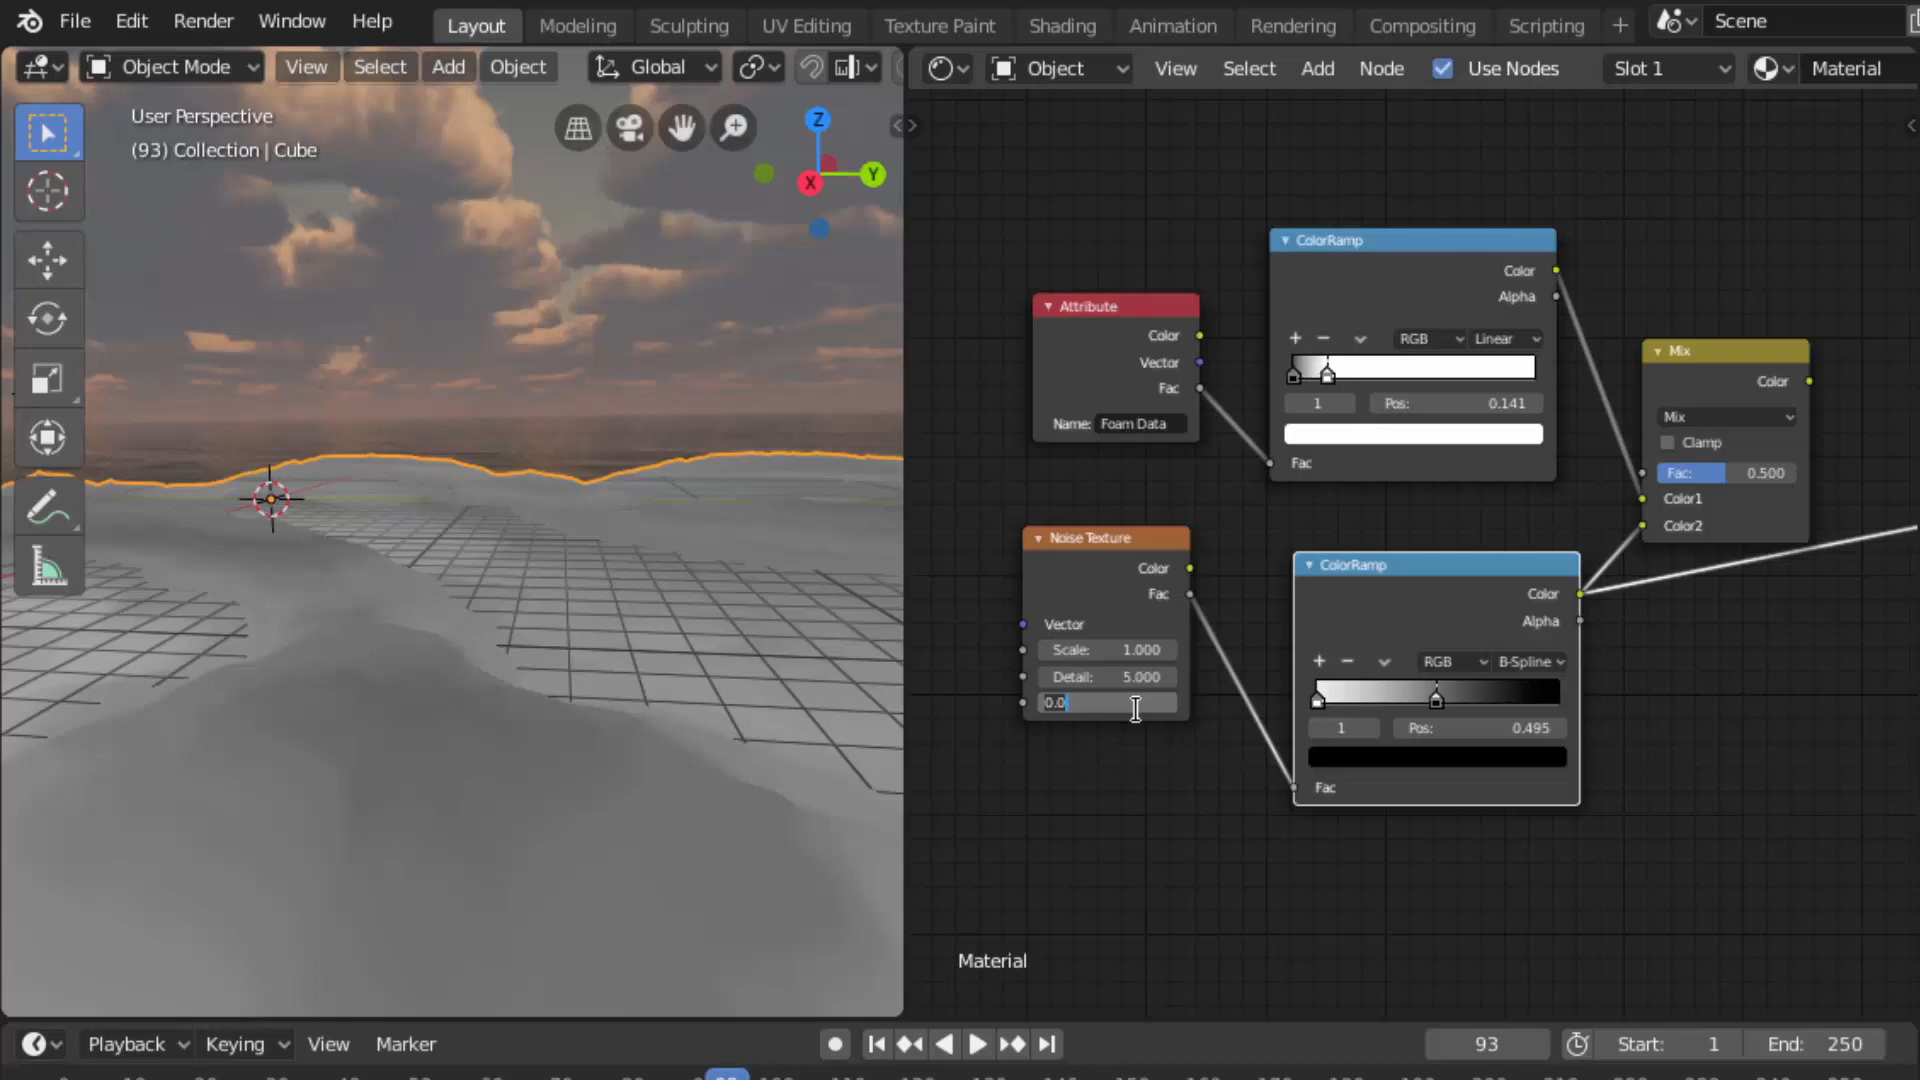 File Edit Render Window Help Layout Modeling Sculpting UV Editing Texture Paint Shading Animation Rendering Compositing Scripting + Scene
Object Mode View Select Add Object Global
Object View Select Add Node Use Nodes Slot 1 Material
User Perspective
(93) Collection | Cube
Z
Y
X
ColorRamp
Color
Alpha
RGB Linear
1 Pos: 0.141
Fac
Attribute
Color
Vector
Fac
Name: Foam Data
Mix
Color
Mix
Clamp
Fac: 0.500
Color1
Color2
Noise Texture
Color
Fac
Vector
Scale: 1.000
Detail: 5.000
0.0
ColorRamp
Color
Alpha
RGB B-Spline
1 Pos: 0.495
Fac
Material
Playback Keying View Marker 93 Start: 1 End: 250